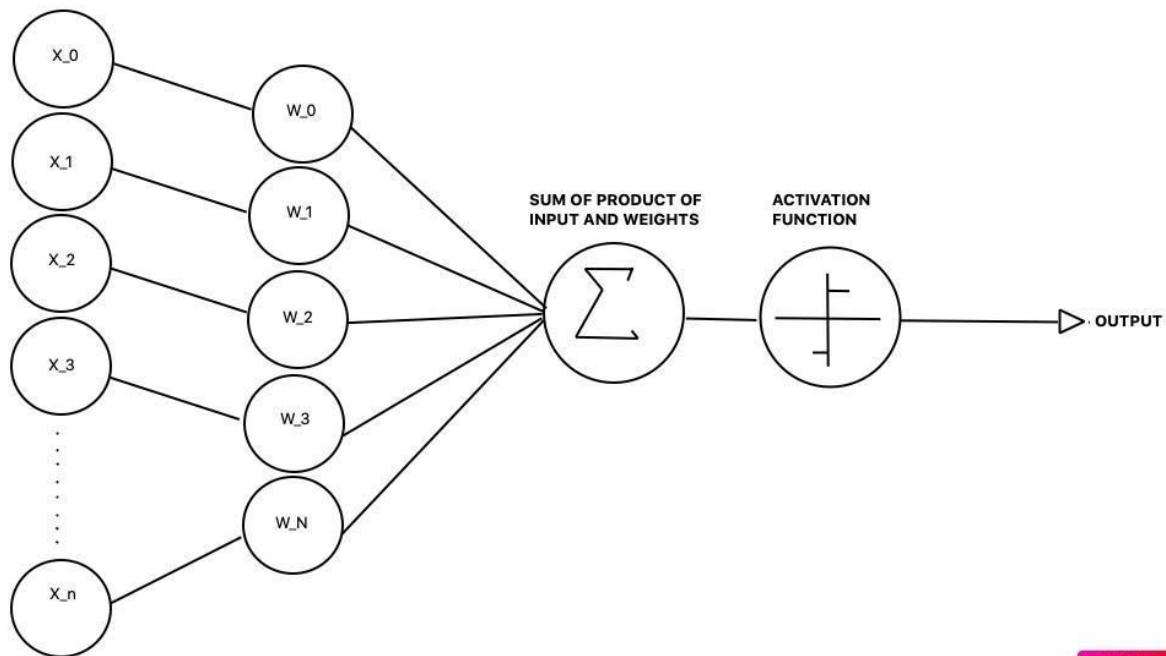 X_0
X_1
X_2
X_3
X_n
W_0
W_1
W_2
W_3
W_N
SUM OF PRODUCT OF
INPUT AND WEIGHTS
Σ
ACTIVATION
FUNCTION
OUTPUT